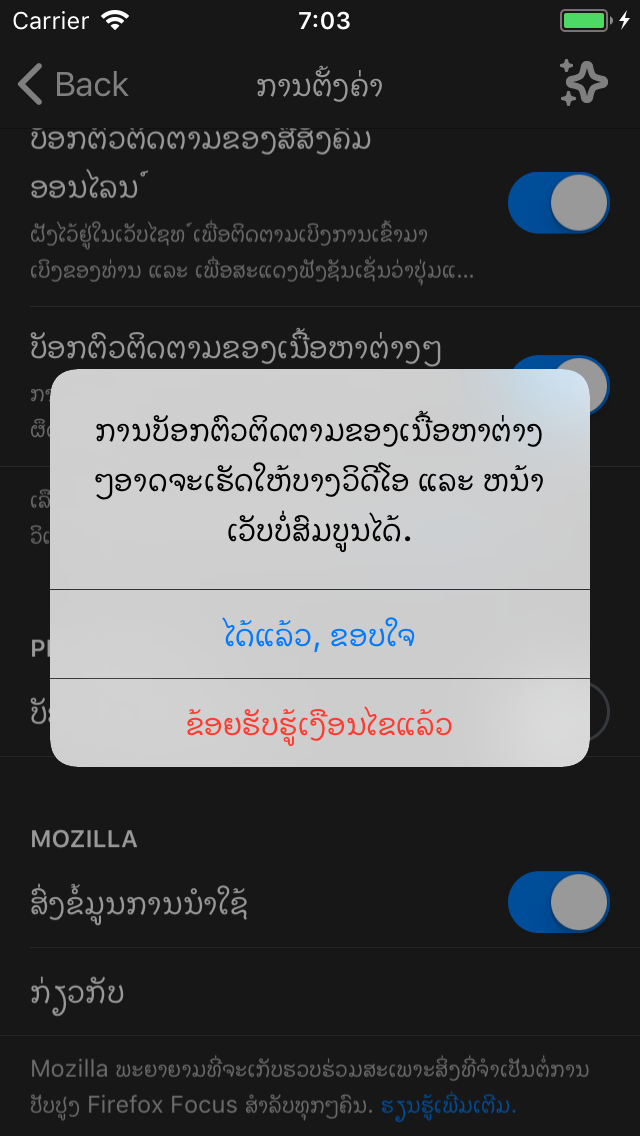 Carrier
7:03
Back
ການຕັ້ງຄ່າ
ບັອກຕົວຕິດຕາມຂອງສື່ສັງຄົມ
ອອນໄລນ໌
ຝັງໄວ້ຢູ່ໃນເວັບໄຊທ໌ເພື່ອຕິດຕາມເບິ່ງການເຂົ້າມາ
ເບິ່ງຂອງທ່ານ ແລະ ເພື່ອສະແດງຟັງຊັນເຊັ່ນວ່າປຸ່ມແ...
ບັອກຕົວຕິດຕາມຂອງເນື້ອຫາຕ່າງໆ
ການບັອກຕົວຕິດຕາມຂອງເນື້ອຫາຕ່າງ
ໆອາດຈະເຮັດໃຫ້ບາງວິດີໂອ ແລະ ຫນ້າ
ເວັບບໍ່ສົມບູນໄດ້.
ໄດ້ແລ້ວ, ຂອບໃຈ
ຂ້ອຍຮັບຮູ້ເງືອນໄຂແລ້ວ
MOZILLA
ສົ່ງຂໍ້ມູນການນຳໃຊ້
ກ່ຽວກັບ
Mozilla ພະຍາຍາມທີ່ຈະເກັບຮວບຮ່ວມສະເພາະສິ່ງທີ່ຈຳເປັນຕໍ່ການ
ປັບປູງ Firefox Focus ສຳລັບທຸກໆຄົນ. ຮຽນຮູ້ເພີ່ມເຕີມ.